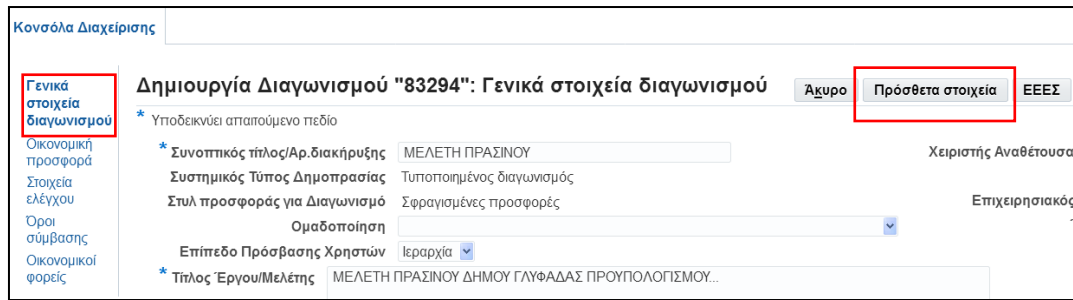 Κονσόλα Διαχείρισης
Γενικά
στοιχεία
διαγωνισμού
Οικονομική
προσφορά
Στοιχεία
ελέγχου
Όροι
σύμβασης
Οικονομικοί
φορείς
Δημιουργία Διαγωνισμού "83294": Γενικά στοιχεία διαγωνισμού
Άκυρο Πρόσθετα στοιχεία ΕΕΕΣ
* Υποδεικνύει απαιτούμενο πεδίο
* Συνοπτικός τίτλος/Αρ.διακήρυξης ΜΕΛΕΤΗ ΠΡΑΣΙΝΟΥ Χειριστής Αναθέτουσα
Συστημικός Τύπος Δημοπρασίας Τυποποιημένος διαγωνισμός
Στυλ προσφοράς για Διαγωνισμό Σφραγισμένες προσφορές Επιχειρησιακός
Ομαδοποίηση
Επίπεδο Πρόσβασης Χρηστών Ιεραρχία
* Τίτλος Έργου/Μελέτης ΜΕΛΕΤΗ ΠΡΑΣΙΝΟΥ ΔΗΜΟΥ ΓΛΥΦΑΔΑΣ ΠΡΟΥΠΟΛΟΓΙΣΜΟΥ...